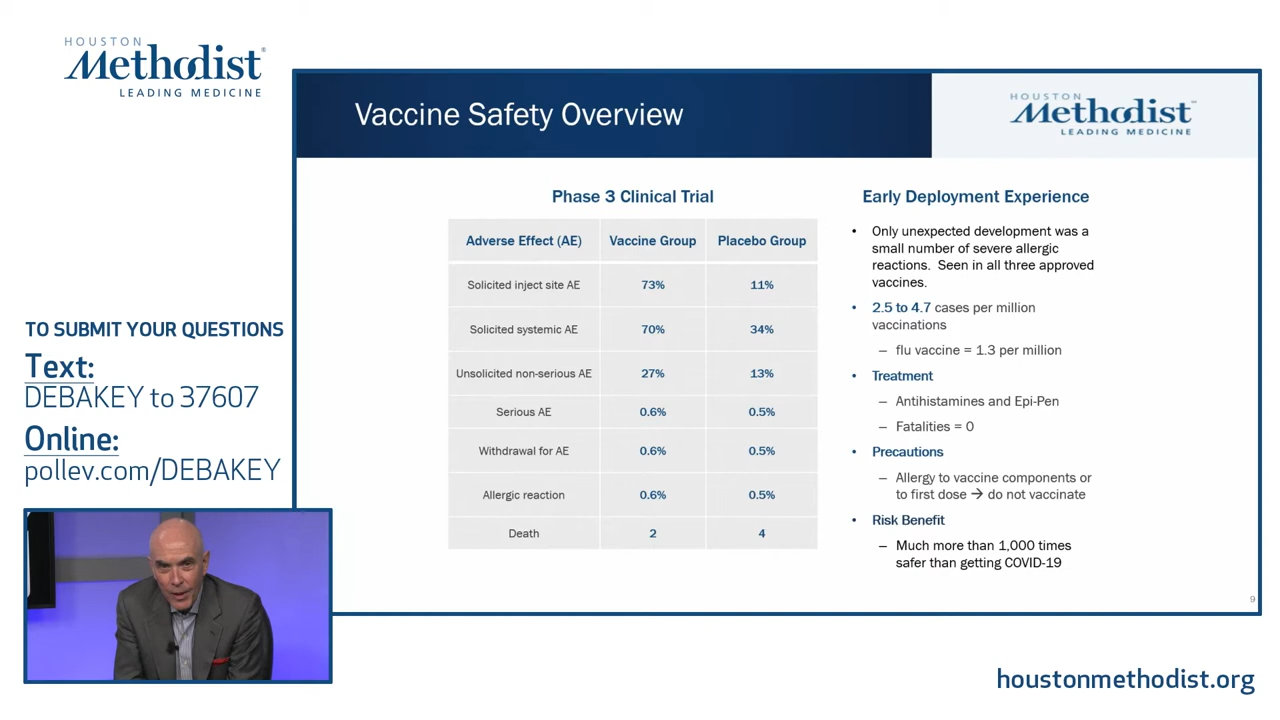 HOUSTON
Methodist®
LEADING MEDICINE
TO SUBMIT YOUR QUESTIONS
Text:
DEBAKEY to 37607
Online:
pollev.com/DEBAKEY
Vaccine Safety Overview
HOUSTON
Methodist™
LEADING MEDICINE
Phase 3 Clinical Trial
Adverse Effect (AE) Vaccine Group Placebo Group
Solicited inject site AE 73% 11%
Solicited systemic AE 70% 34%
Unsolicited non-serious AE 27% 13%
Serious AE 0.6% 0.5%
Withdrawal for AE 0.6% 0.5%
Allergic reaction 0.6% 0.5%
Death 2 4
Early Deployment Experience
• Only unexpected development was a
small number of severe allergic
reactions. Seen in all three approved
vaccines.
• 2.5 to 4.7 cases per million
vaccinations
– flu vaccine = 1.3 per million
• Treatment
– Antihistamines and Epi-Pen
– Fatalities = 0
• Precautions
– Allergy to vaccine components or
to first dose → do not vaccinate
• Risk Benefit
– Much more than 1,000 times
safer than getting COVID-19
9
houstonmethodist.org